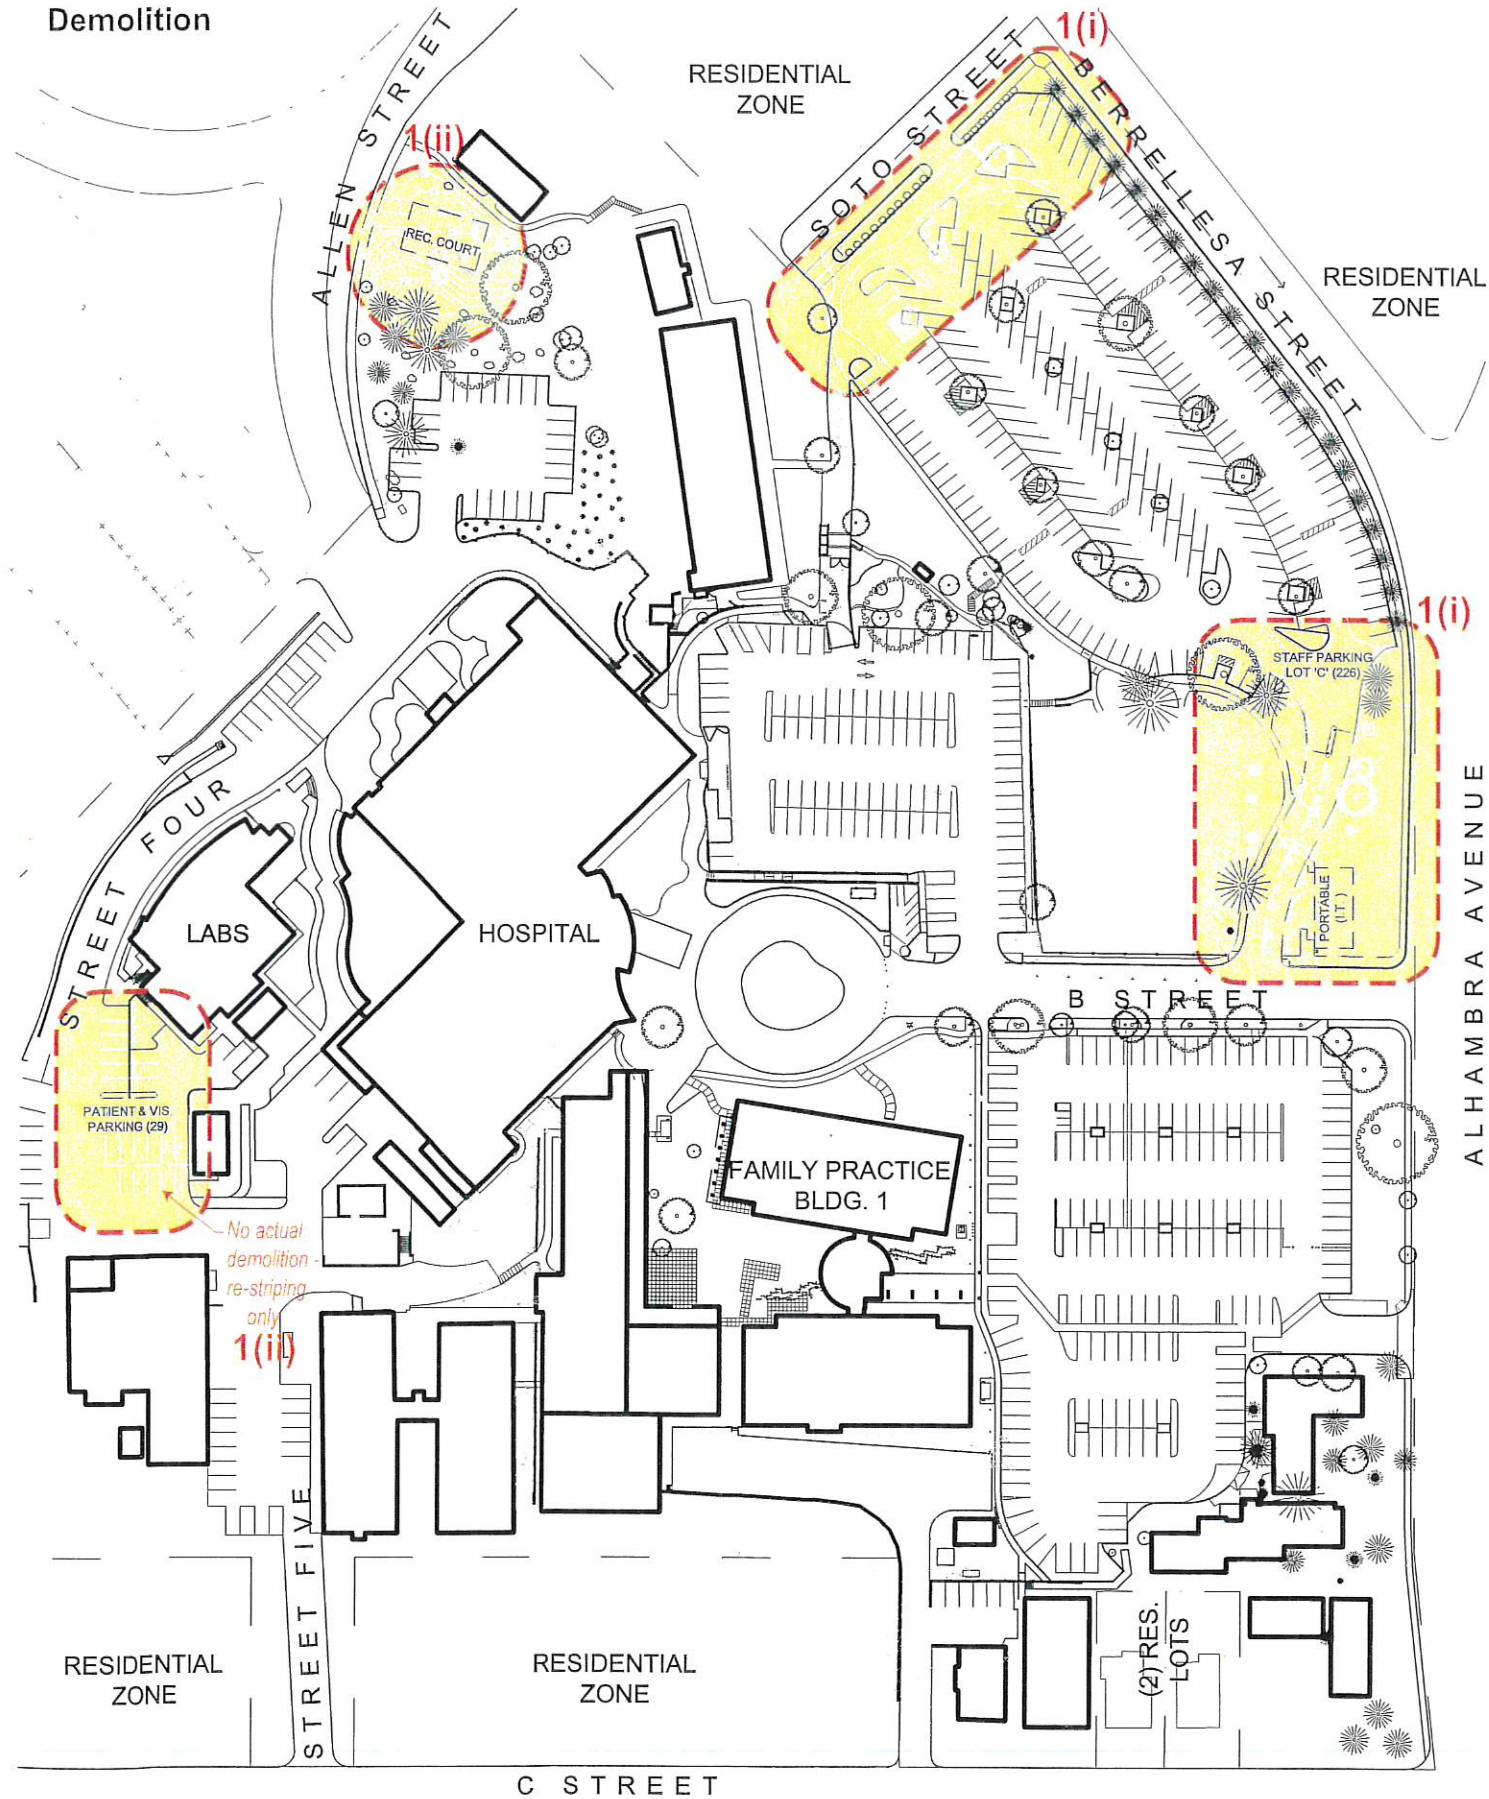 Demolition
1(i)
RESIDENTIAL
ZONE
SOTO STREET
BERRELLESA STREET
ALLEN STREET
1(ii)
REC. COURT
RESIDENTIAL
ZONE
1(i)
STAFF PARKING
LOT 'C' (226)
STREET FOUR
ALHAMBRA AVENUE
LABS
HOSPITAL
PORTABLE
(I.T.)
B STREET
PATIENT & VIS.
PARKING (29)
FAMILY PRACTICE
BLDG. 1
No actual
demolition -
re-striping
only
1(ii)
STREET FIVE
(2) RES.
LOTS
RESIDENTIAL
ZONE
RESIDENTIAL
ZONE
C STREET